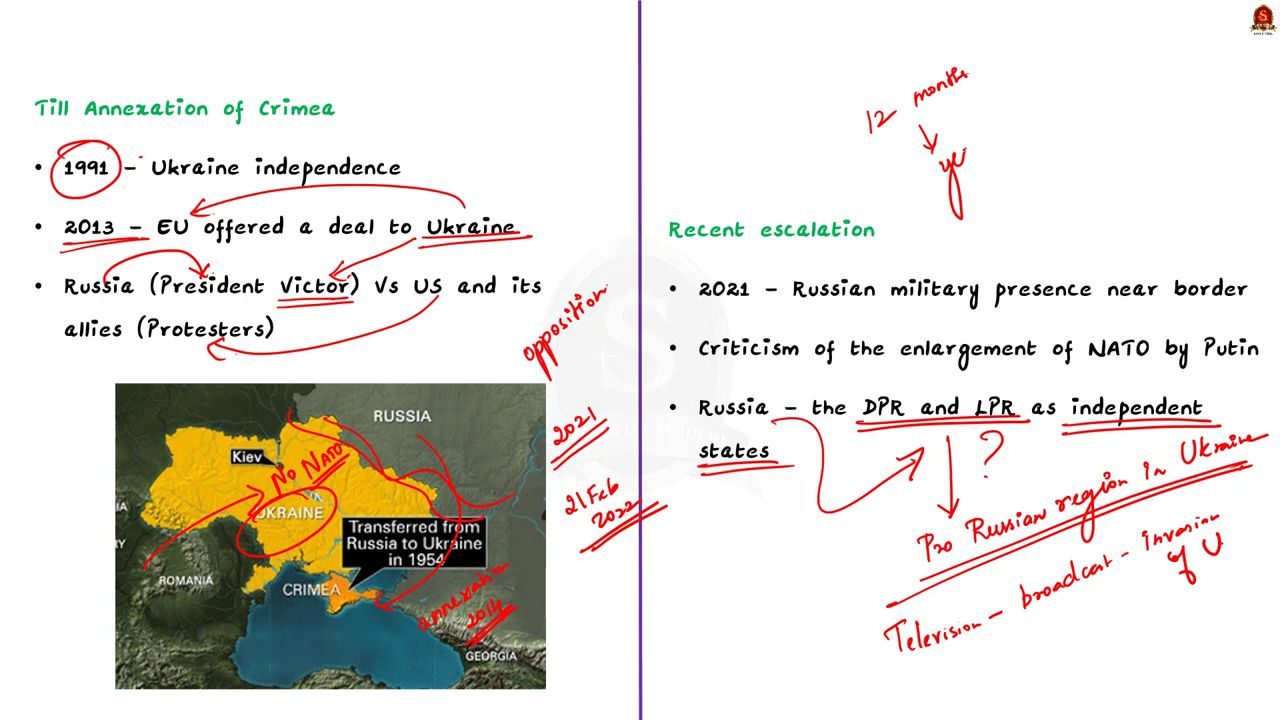 Till Annexation of Crimea
• 1991 - Ukraine independence
• 2013 - EU offered a deal to Ukraine
• Russia (President Victor) Vs US and its
allies (Protesters)
opposition
2021
21 Feb
2022
RUSSIA
Kiev
No NATO
UKRAINE
Transferred from
Russia to Ukraine
in 1954
ROMANIA
CRIMEA
annexation
2014
GEORGIA
12 months
Recent escalation
• 2021 - Russian military presence near border
• Criticism of the enlargement of NATO by Putin
• Russia - the DPR and LPR as independent
states
?
Pro Russian region in Ukraine
Television - broadcast - invasion
of U